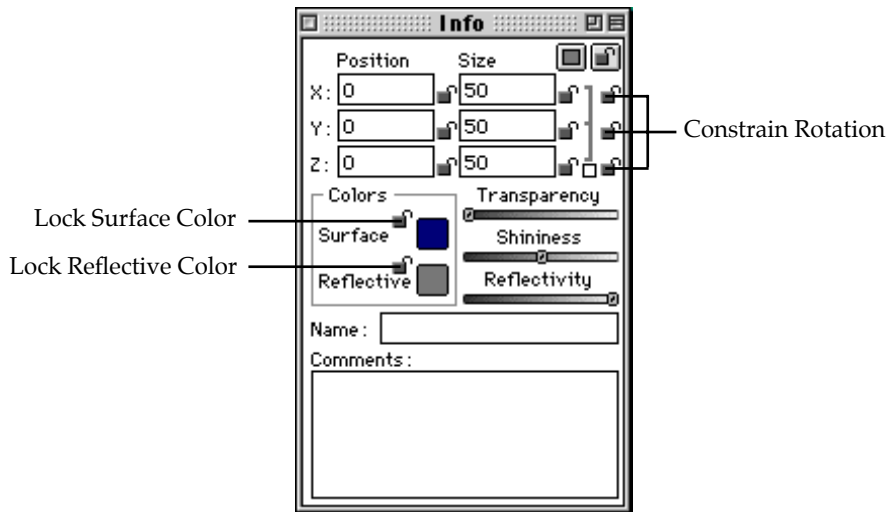 Info
Position Size
X: 0 50
Y: 0 50
Z: 0 50
Constrain Rotation
Colors
Transparency
Lock Surface Color
Surface
Shininess
Lock Reflective Color
Reflective
Reflectivity
Name:
Comments: